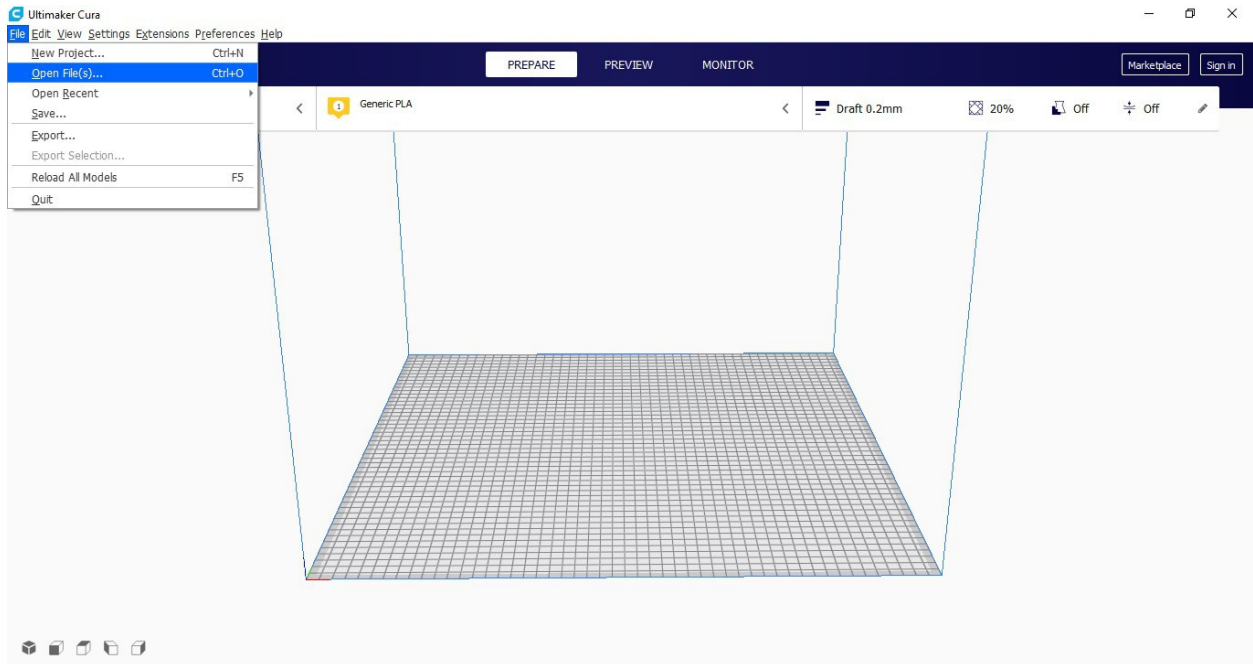 Ultimaker Cura
File Edit View Settings Extensions Preferences Help
New Project... Ctrl+N
Open File(s)... Ctrl+O
Open Recent
Save...
Export...
Export Selection...
Reload All Models F5
Quit
PREPARE PREVIEW MONITOR
Marketplace Sign in
1 Generic PLA
Draft 0.2mm 20% Off Off